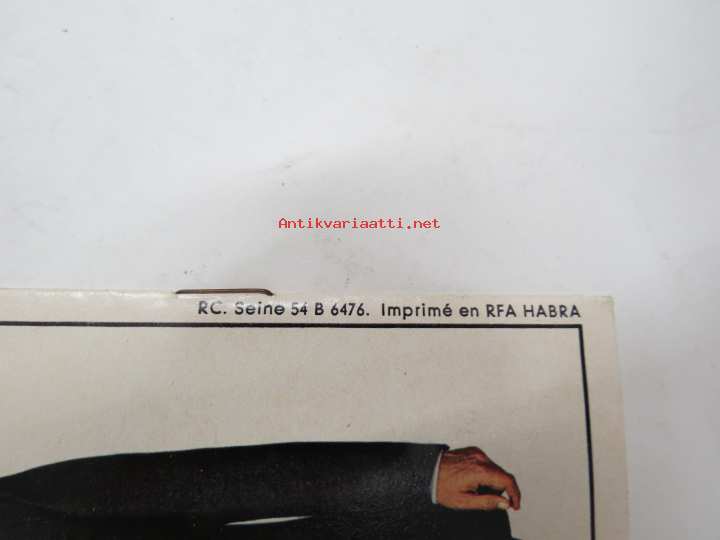 Antikvariaatti.net
RC. Seine 54 B 6476. Imprimé en RFA HABRA